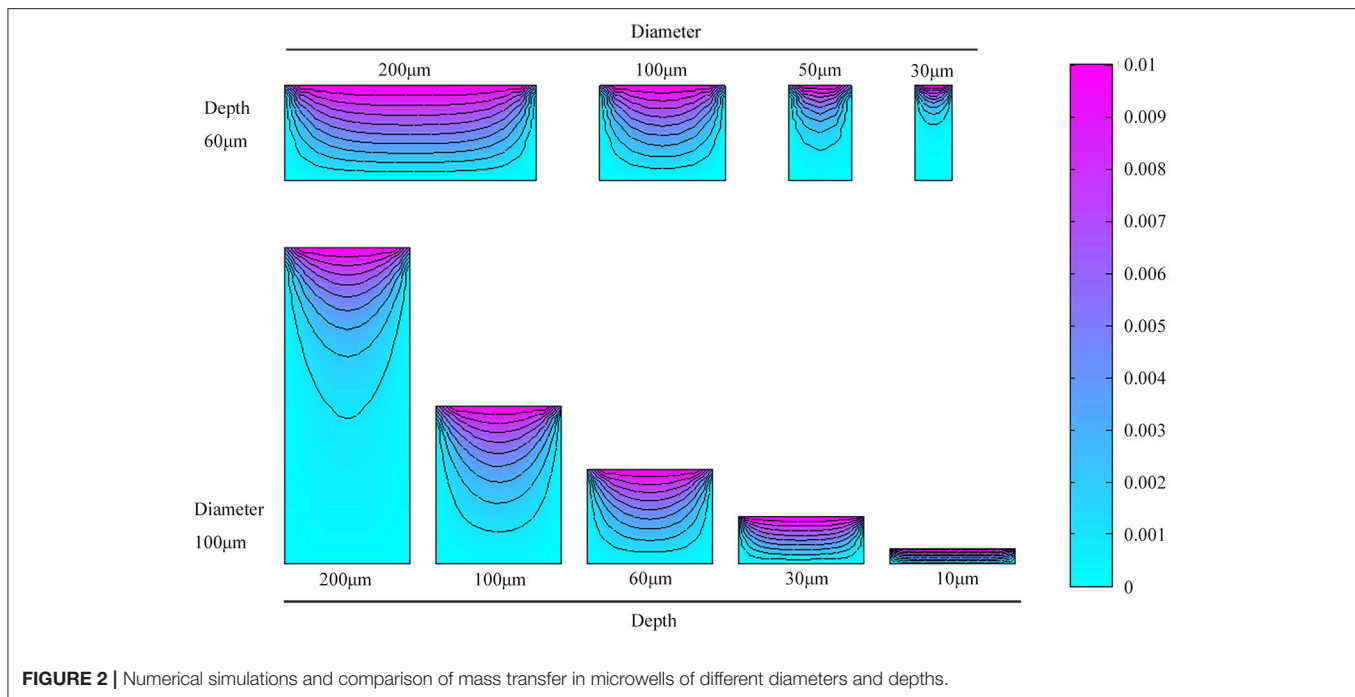 Diameter
200μm 100μm 50μm 30μm
Depth
60μm
0.01
0.009
0.008
0.007
0.006
0.005
0.004
0.003
0.002
0.001
0
Diameter
100μm
200μm 100μm 60μm 30μm 10μm
Depth
FIGURE 2 | Numerical simulations and comparison of mass transfer in microwells of different diameters and depths.